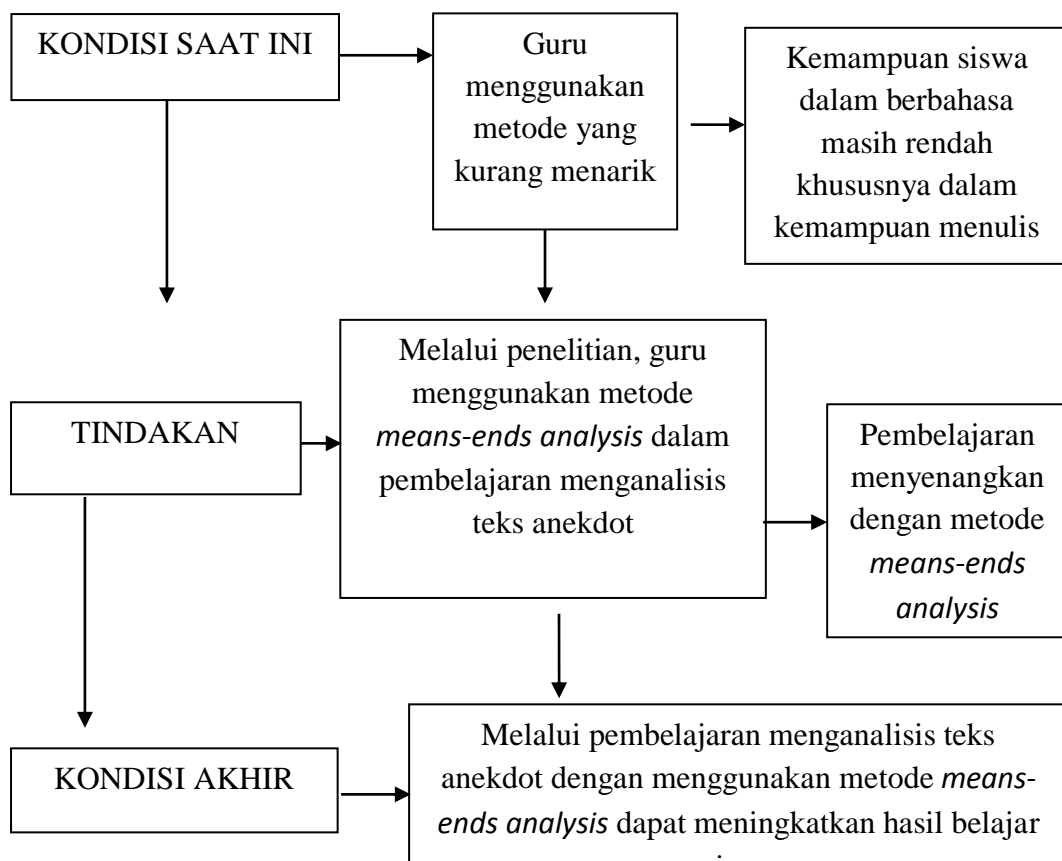 KONDISI SAAT INI
Guru
menggunakan
metode yang
kurang menarik
Kemampuan siswa
dalam berbahasa
masih rendah
khususnya dalam
kemampuan menulis
TINDAKAN
Melalui penelitian, guru
menggunakan metode
means-ends analysis dalam
pembelajaran menganalisis
teks anekdot
Pembelajaran
menyenangkan
dengan metode
means-ends
analysis
KONDISI AKHIR
Melalui pembelajaran menganalisis teks
anekdot dengan menggunakan metode means-
ends analysis dapat meningkatkan hasil belajar